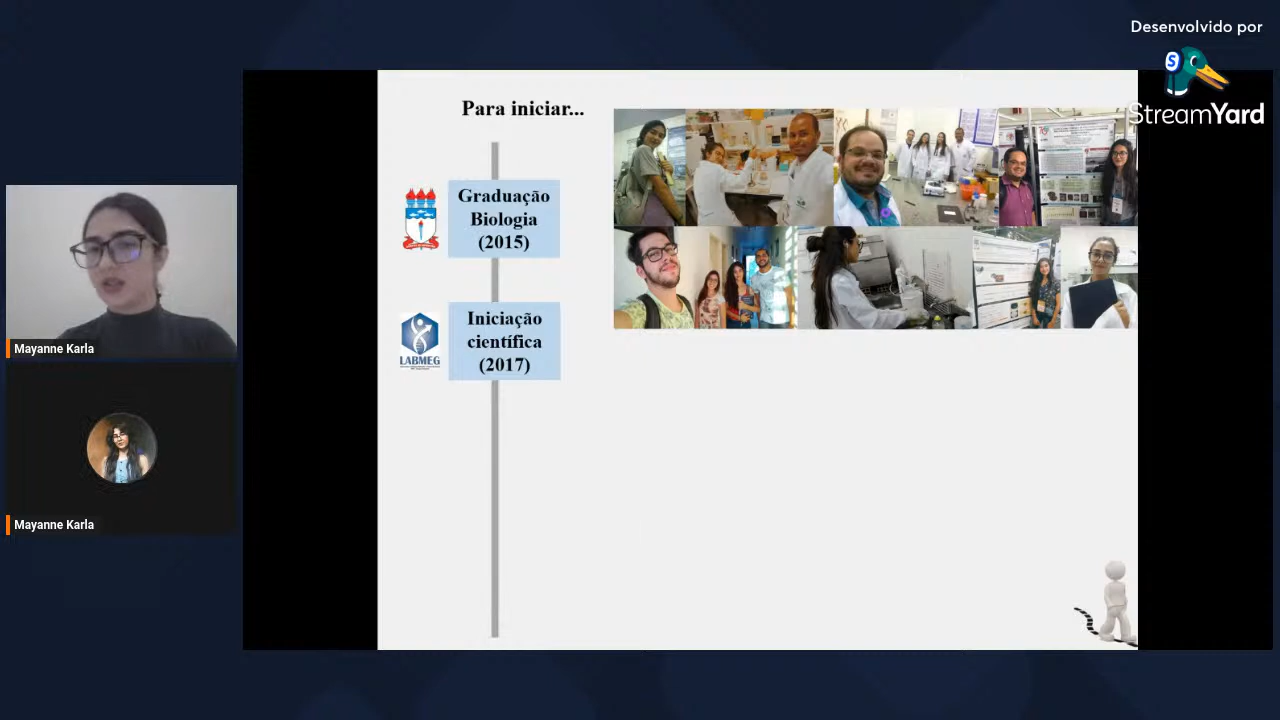 Desenvolvido por
StreamYard
Para iniciar...
Graduação
Biologia
(2015)
Iniciação
científica
(2017)
LABMEG
Mayanne Karla
Mayanne Karla